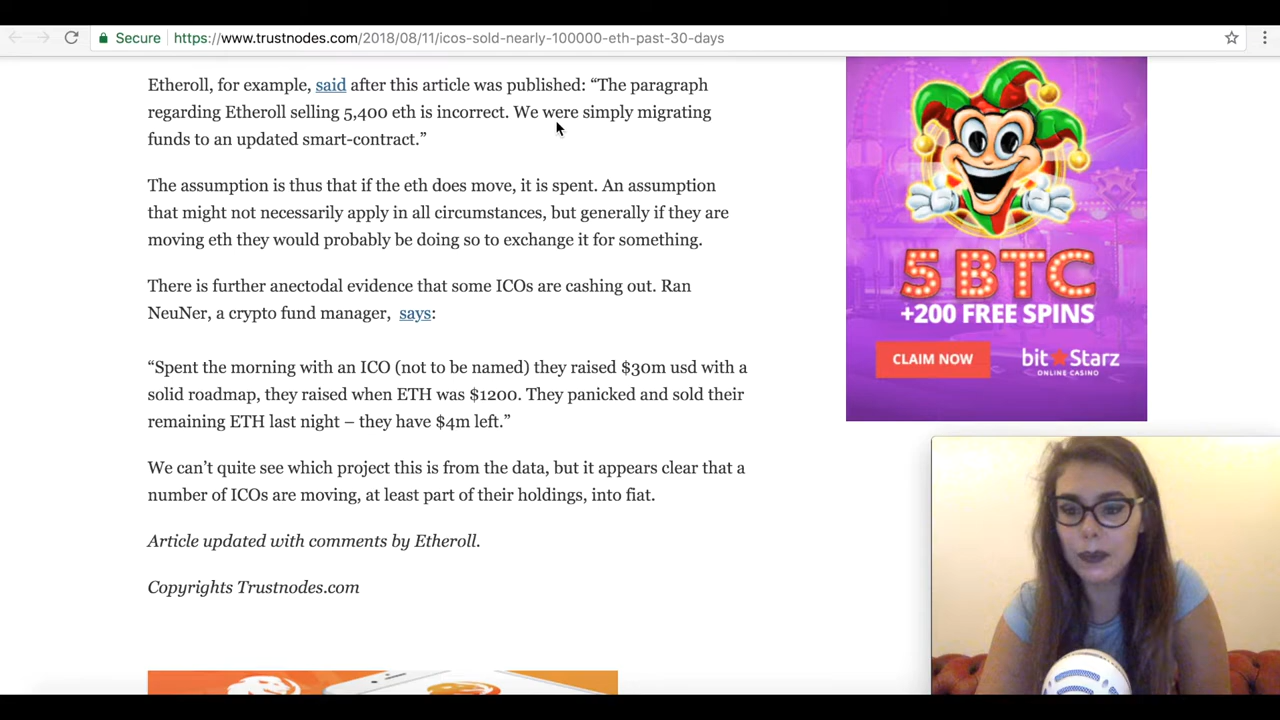 Secure https://www.trustnodes.com/2018/08/11/icos-sold-nearly-100000-eth-past-30-days
Etheroll, for example, said after this article was published: “The paragraph
regarding Etheroll selling 5,400 eth is incorrect. We were simply migrating
funds to an updated smart-contract.”
The assumption is thus that if the eth does move, it is spent. An assumption
that might not necessarily apply in all circumstances, but generally if they are
moving eth they would probably be doing so to exchange it for something.
There is further anectodal evidence that some ICOs are cashing out. Ran
NeuNer, a crypto fund manager, says:
“Spent the morning with an ICO (not to be named) they raised $30m usd with a
solid roadmap, they raised when ETH was $1200. They panicked and sold their
remaining ETH last night – they have $4m left.”
We can’t quite see which project this is from the data, but it appears clear that a
number of ICOs are moving, at least part of their holdings, into fiat.
Article updated with comments by Etheroll.
Copyrights Trustnodes.com
5 BTC
+200 FREE SPINS
CLAIM NOW
bitStarz
ONLINE CASINO